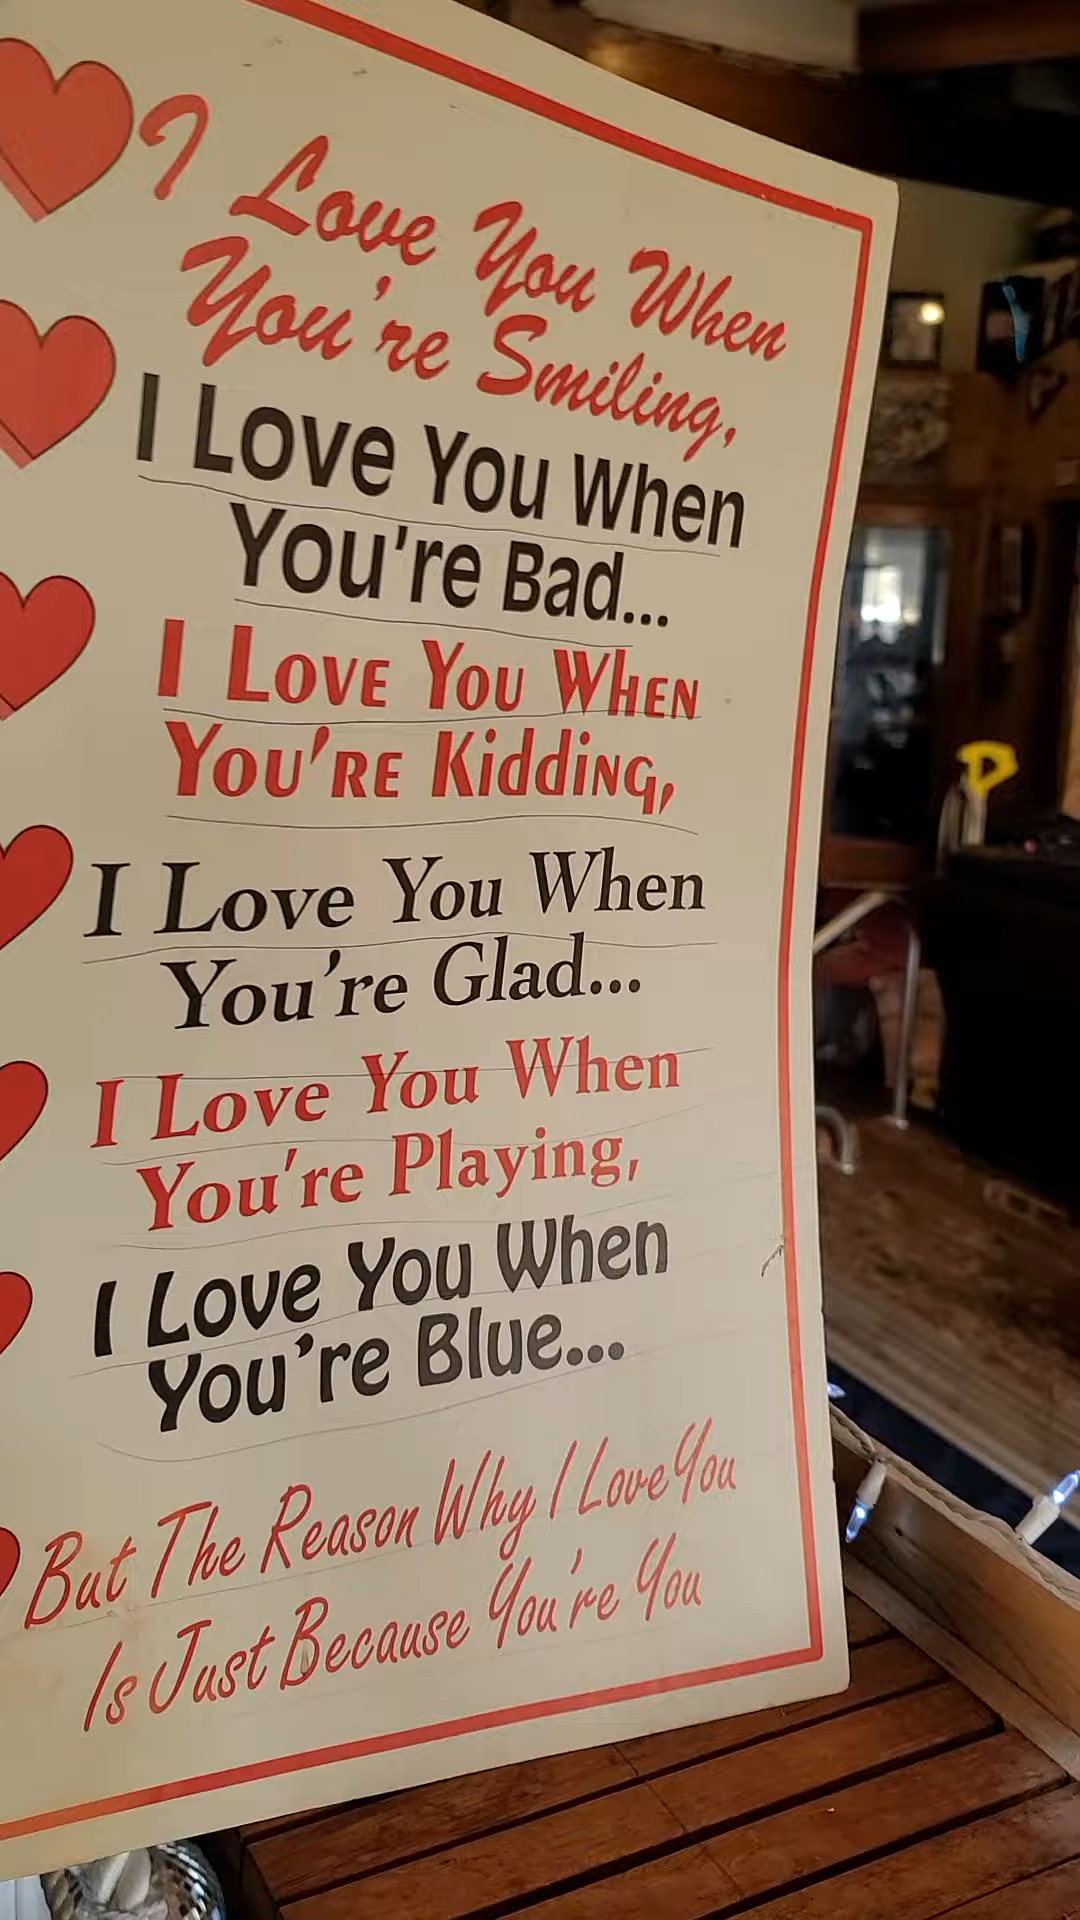 I Love You When
You're Smiling,
I Love You When
You're Bad...
I LOVE YOU WHEN
YOU'RE Kidding,
I Love You When
You're Glad...
I Love You When
You're Playing,
I Love You When
You're Blue...
But The Reason Why I Love You
Is Just Because You're You